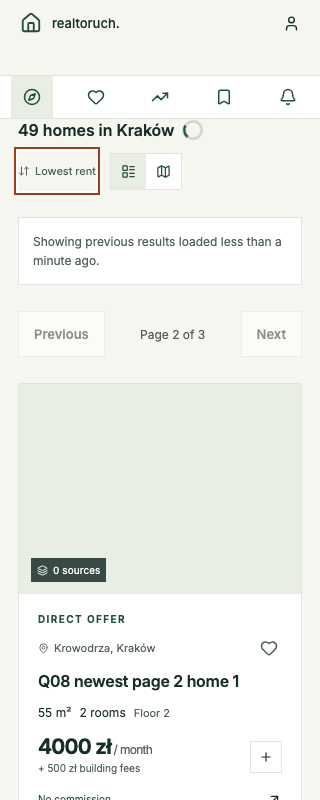 realtoruch.
49 homes in Kraków
Lowest rent
Showing previous results loaded less than a
minute ago.
Previous
Page 2 of 3
Next
0 sources
DIRECT OFFER
Krowodrza, Kraków
Q08 newest page 2 home 1
55 m² 2 rooms Floor 2
4000 zł / month
+ 500 zł building fees
No commission